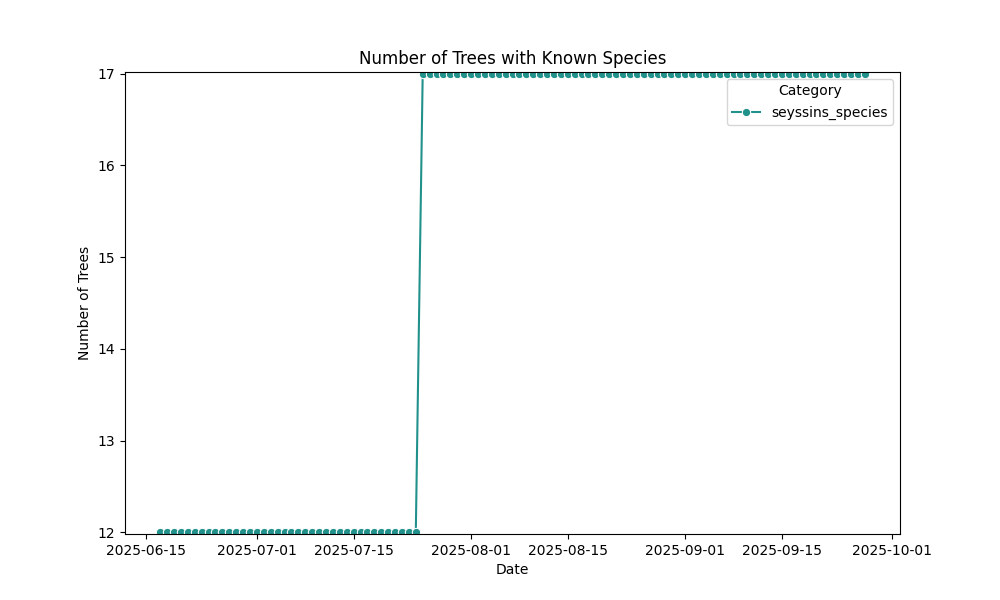 Number of Trees with Known Species
17
16
15
14
13
12
Number of Trees
Category
seyssins_species
2025-06-15
2025-07-01
2025-07-15
2025-08-01
2025-08-15
2025-09-01
2025-09-15
2025-10-01
Date